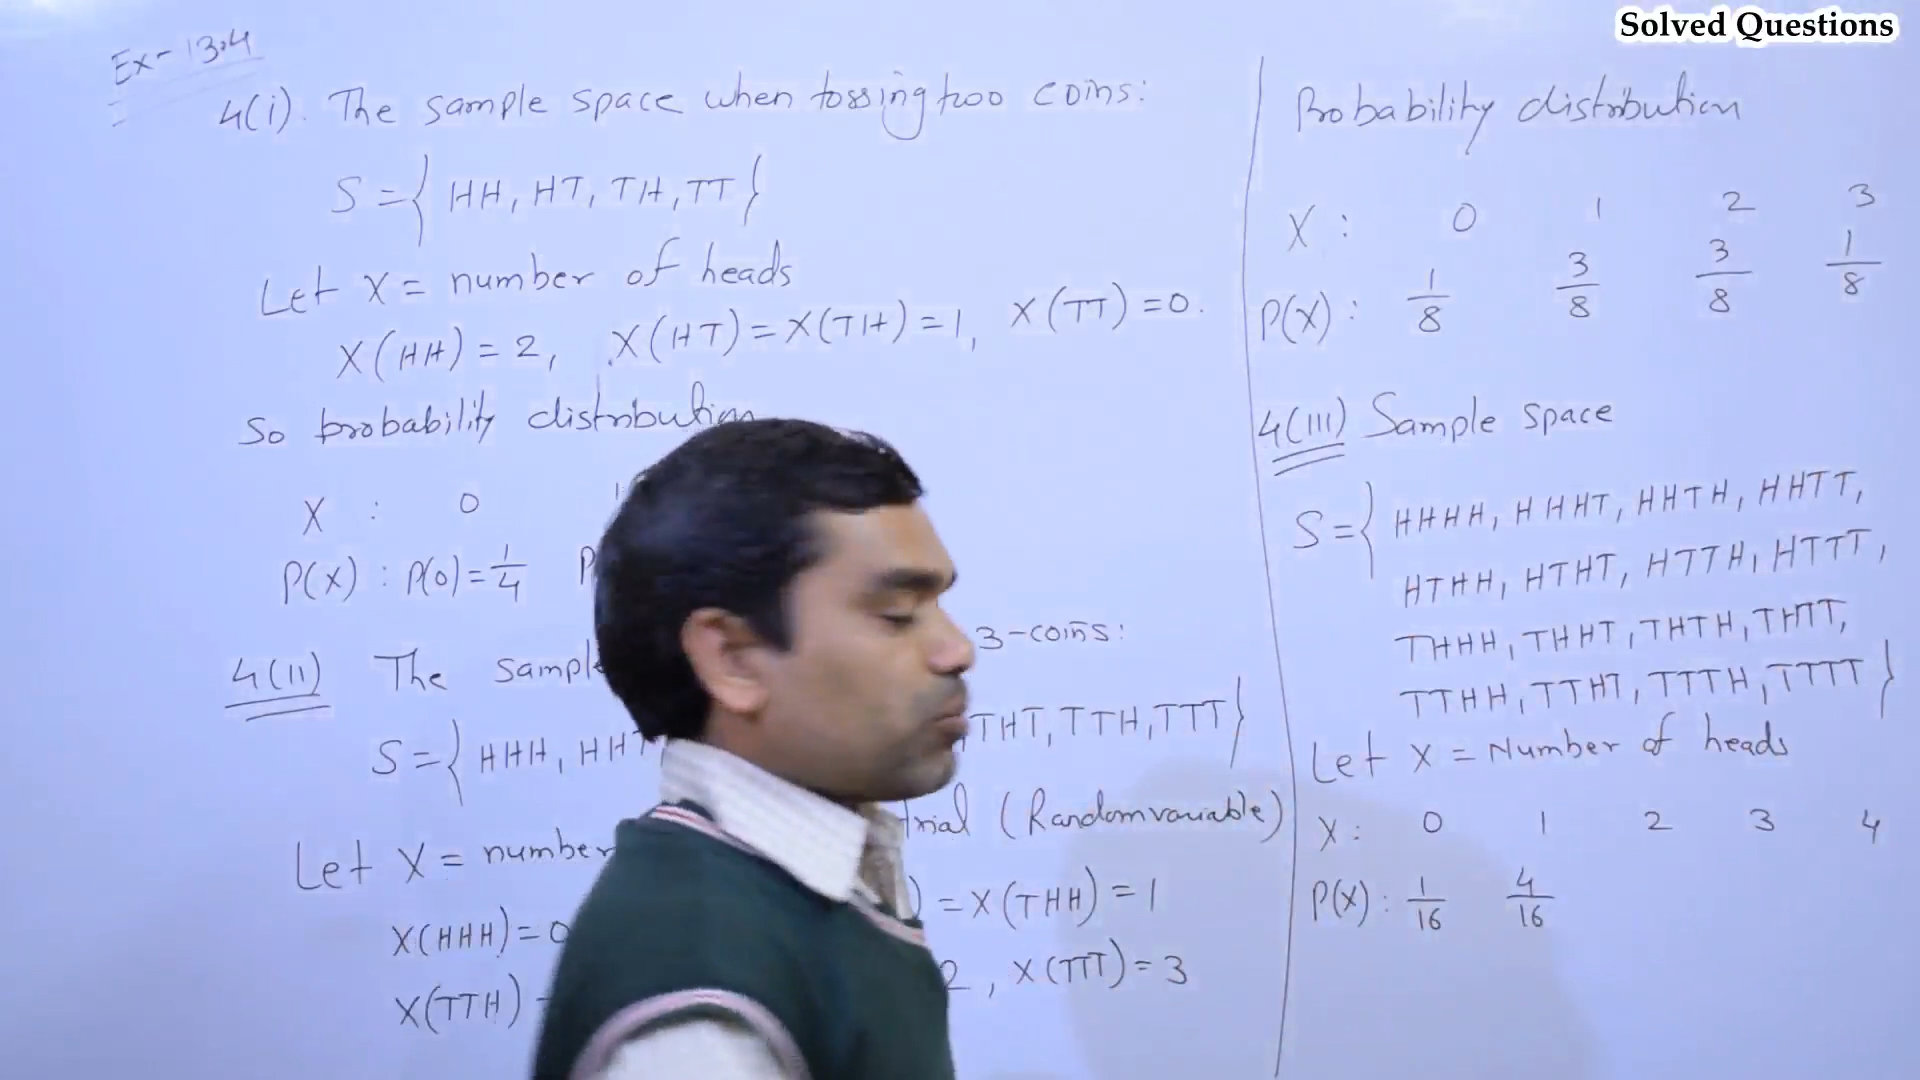 Solved Questions
Ex-13.4
4(i). The sample space when tossing two coins:
S={ HH, HT, TH, TT }
Let X = number of heads
X(HH) = 2, X(HT) = X(TH) = 1, X(TT) = 0.
So probability distribution
X : 0 1
P(X) : P(0) = 1/4 P
4(II) The sample 3-coins:
S={ HHH, HHT THT, TTH, TTT }
Let X = number trial (Random variable)
X(HHH) = 0 ) = X(THH) = 1
X(TTH) 2, X(TTT) = 3
Probability distribution
X : 0 1 2 3
P(X) : 1/8 3/8 3/8 1/8
4(III) Sample space
S={ HHHH, HHHT, HHTH, HHTT,
HTHH, HTHT, HTTH, HTTT,
THHH, THHT, THTH, THTT,
TTHH, TTHT, TTTH, TTTT }
Let X = Number of heads
X : 0 1 2 3 4
P(X) : 1/16 4/16